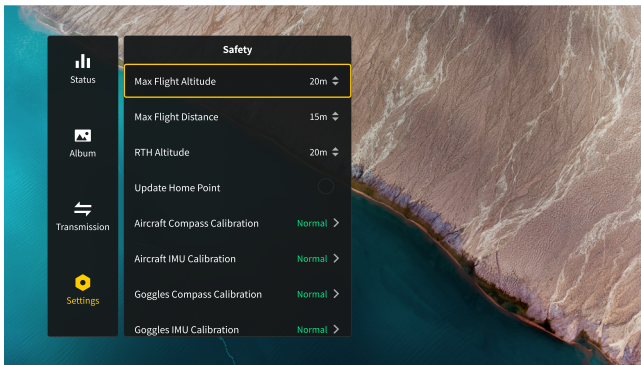 Safety
Status
Max Flight Altitude 20m
Max Flight Distance 15m
Album
RTH Altitude 20m
Update Home Point
Transmission
Aircraft Compass Calibration Normal
Aircraft IMU Calibration Normal
Settings
Goggles Compass Calibration Normal
Goggles IMU Calibration Normal